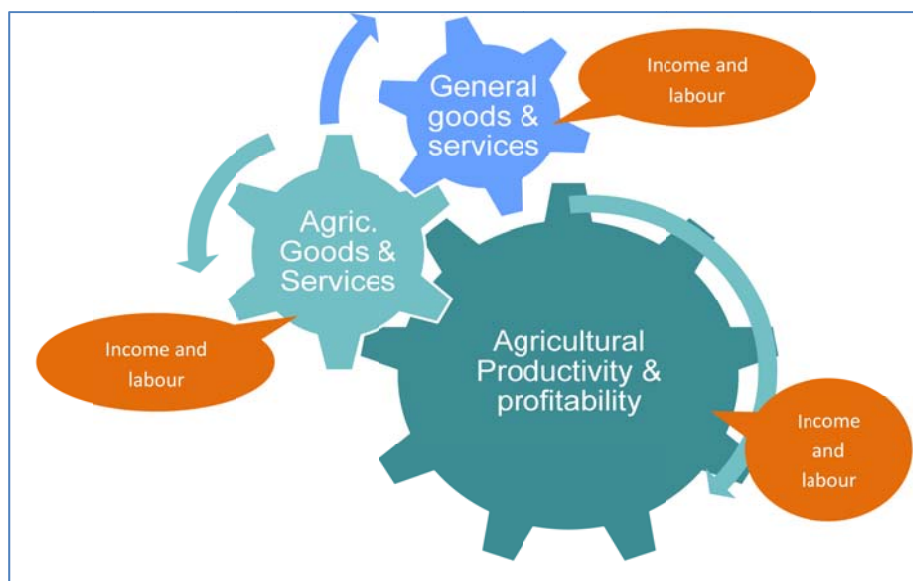 General
goods &
services
Income and
labour
Agric.
Goods &
Services
Income and
labour
Agricultural
Productivity &
profitability
Income
and
labour